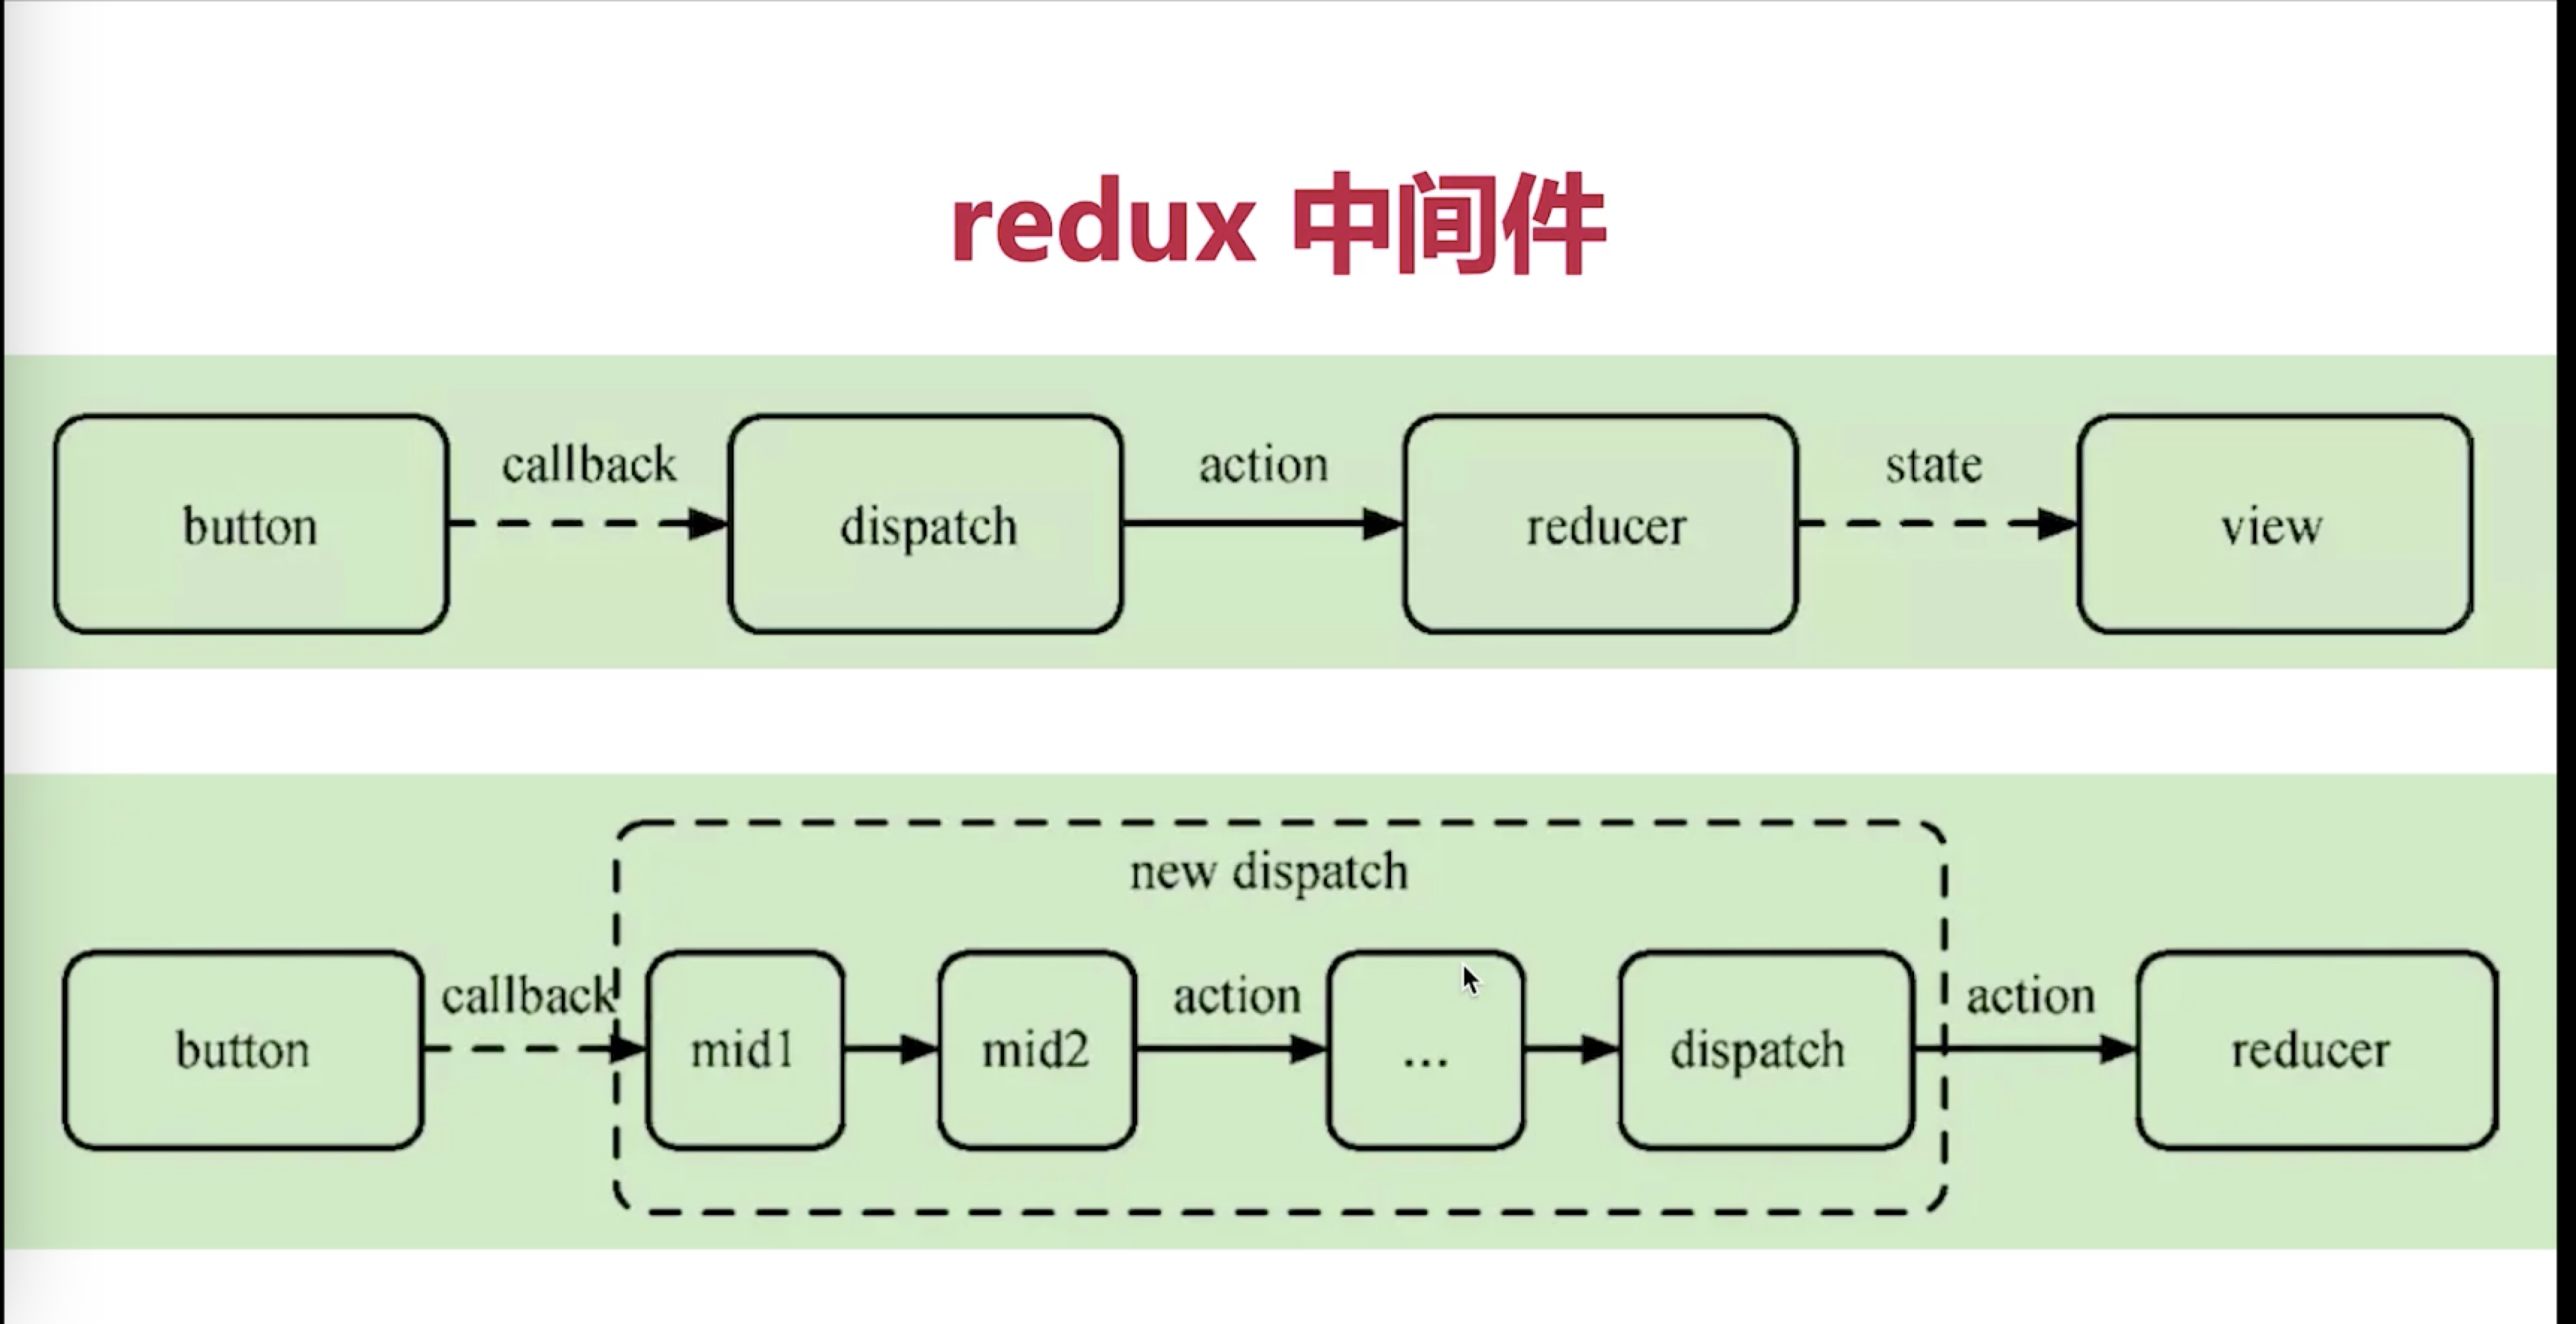 redux 中间件
callback
action
state
button
dispatch
reducer
view
new dispatch
callback
action
action
button
mid1
mid2
...
dispatch
reducer